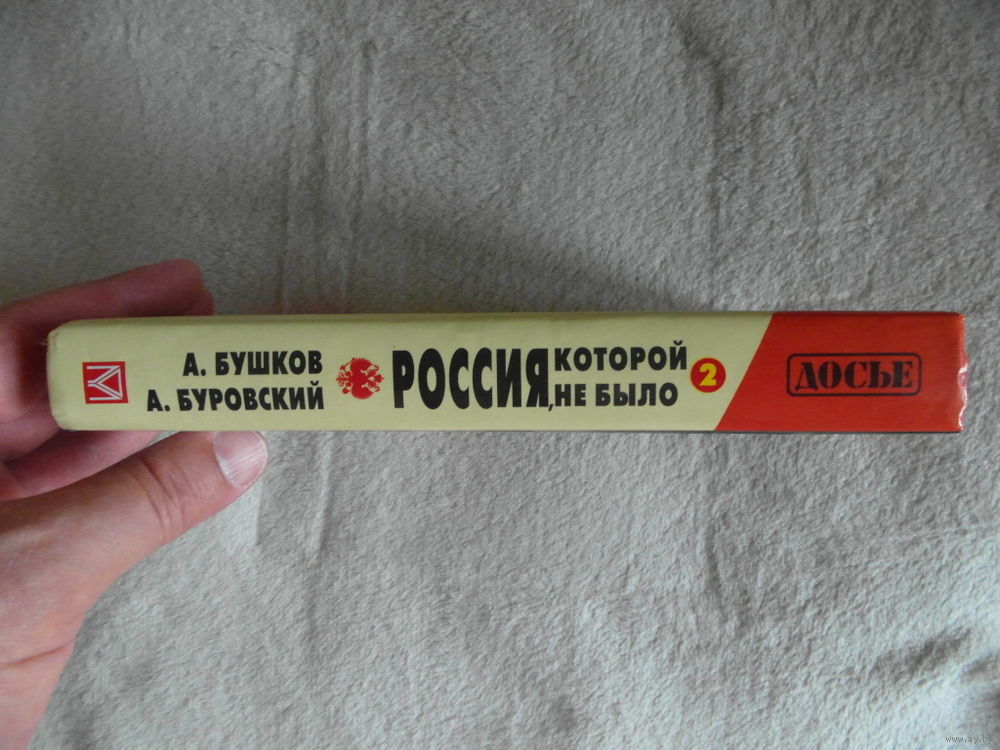 А. БУШКОВ
А. БУРОВСКИЙ
РОССИЯ,
КОТОРОЙ
НЕ БЫЛО
2
ДОСЬЕ